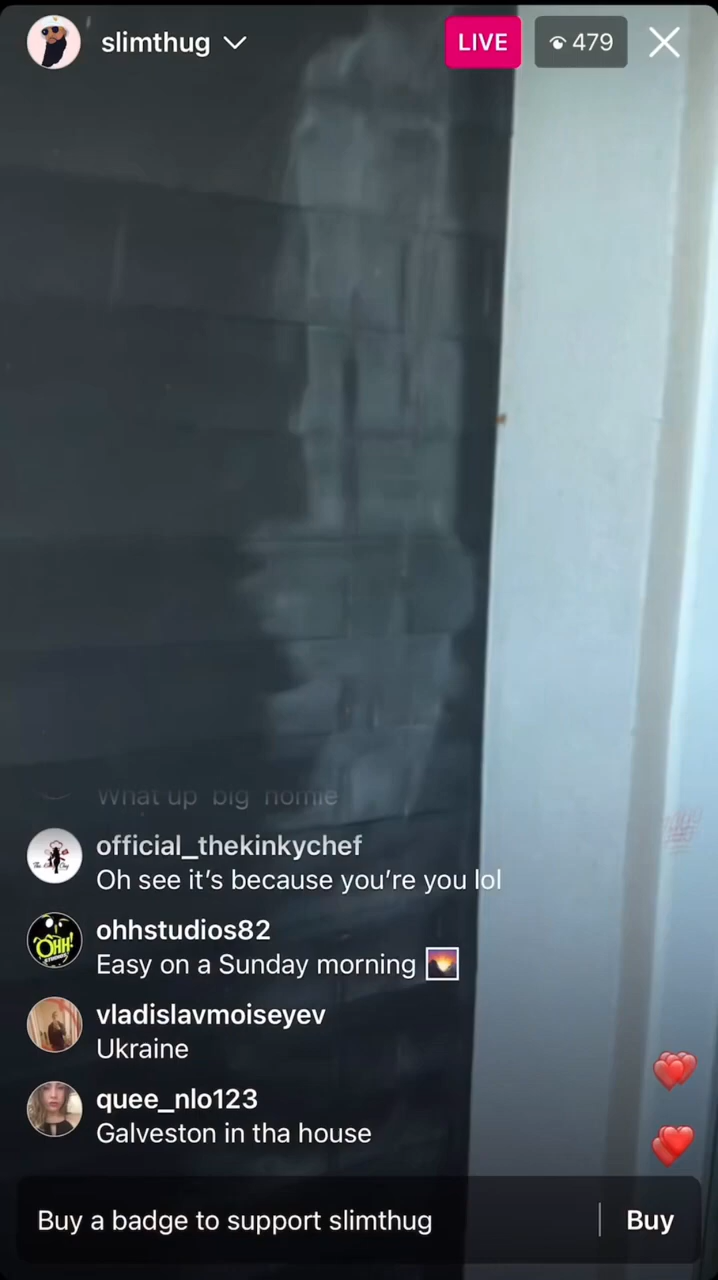 slimthug
LIVE
479
What up big homie
official_thekinkychef
Oh see it’s because you’re you lol
ohhstudios82
OHH!
Easy on a Sunday morning
vladislavmoiseyev
Ukraine
quee_nlo123
Galveston in tha house
Buy a badge to support slimthug
Buy